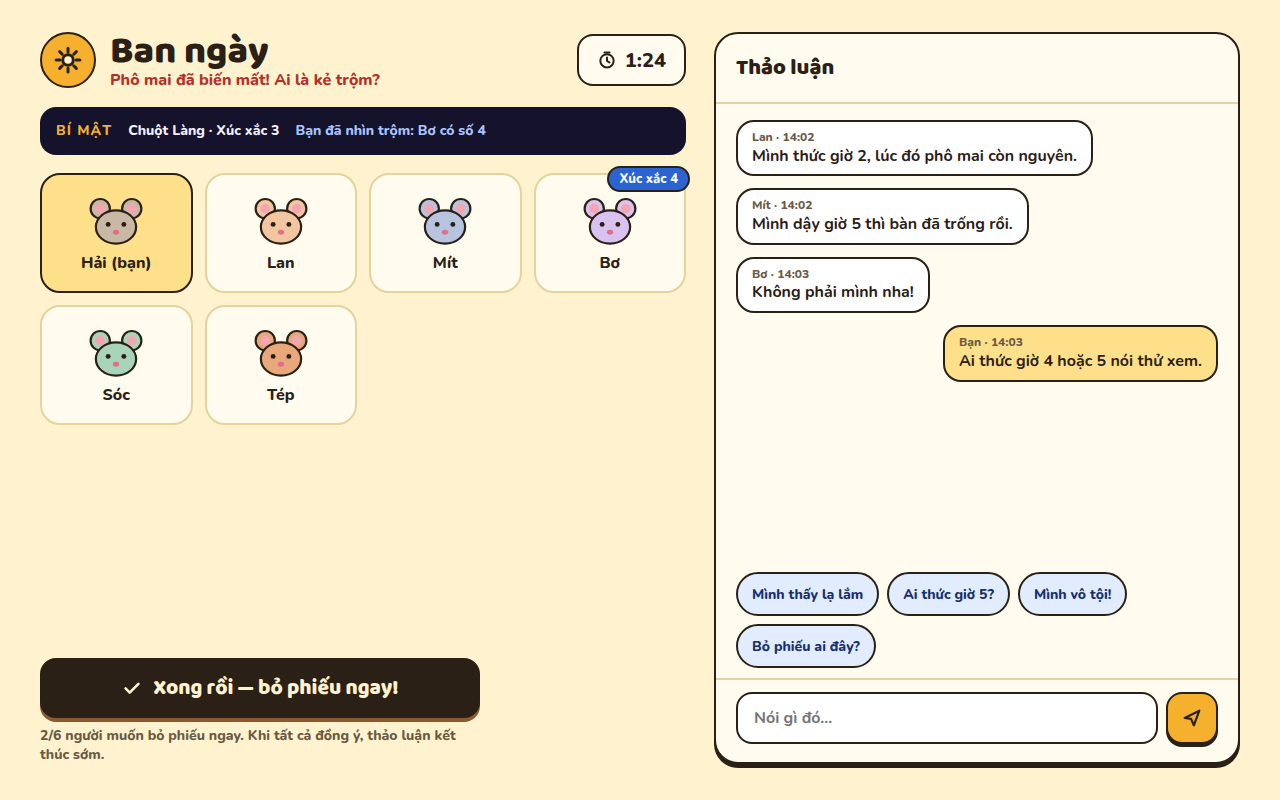 Ban ngày
Phô mai đã biến mất! Ai là kẻ trộm?
1:24
BÍ MẬT Chuột Làng · Xúc xắc 3 Bạn đã nhìn trộm: Bơ có số 4
Xúc xắc 4
Hải (bạn)
Lan
Mít
Bơ
Sóc
Tép
Xong rồi — bỏ phiếu ngay!
2/6 người muốn bỏ phiếu ngay. Khi tất cả đồng ý, thảo luận kết
thúc sớm.
Thảo luận
Lan · 14:02
Mình thức giờ 2, lúc đó phô mai còn nguyên.
Mít · 14:02
Mình dậy giờ 5 thì bàn đã trống rồi.
Bơ · 14:03
Không phải mình nha!
Bạn · 14:03
Ai thức giờ 4 hoặc 5 nói thử xem.
Mình thấy lạ lắm
Ai thức giờ 5?
Mình vô tội!
Bỏ phiếu ai đây?
Nói gì đó...